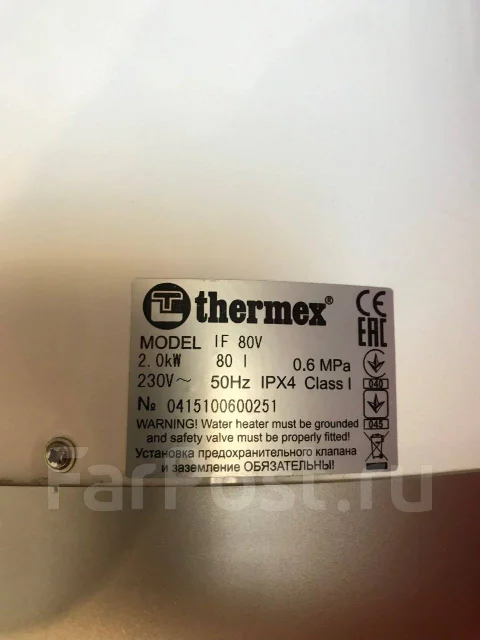 thermex®
CE
MODEL IF 80V
EAC
2.0kW 80 l 0.6 MPa
230V~ 50Hz IPX4 Class I
040
№ 0415100600251
045
WARNING! Water heater must be grounded
and safety valve must be properly fitted!
Установка предохранительного клапана
и заземление ОБЯЗАТЕЛЬНЫ!
FarPost.ru